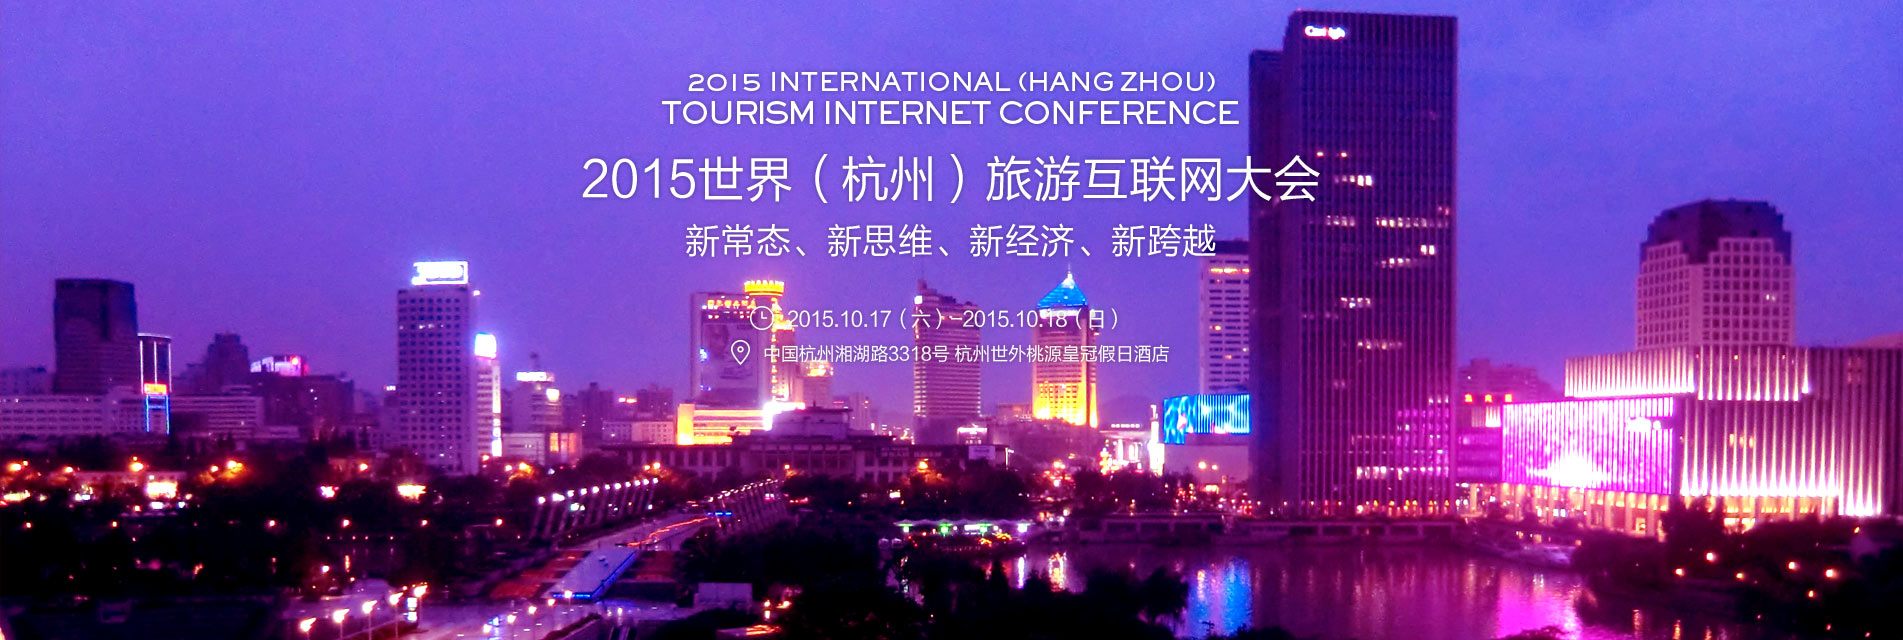 2015 INTERNATIONAL (HANG ZHOU)
TOURISM INTERNET CONFERENCE
2015世界（杭州）旅游互联网大会
新常态、新思维、新经济、新跨越
2015.10.17（六）-2015.10.18（日）
中国杭州湘湖路3318号 杭州世外桃源皇冠假日酒店